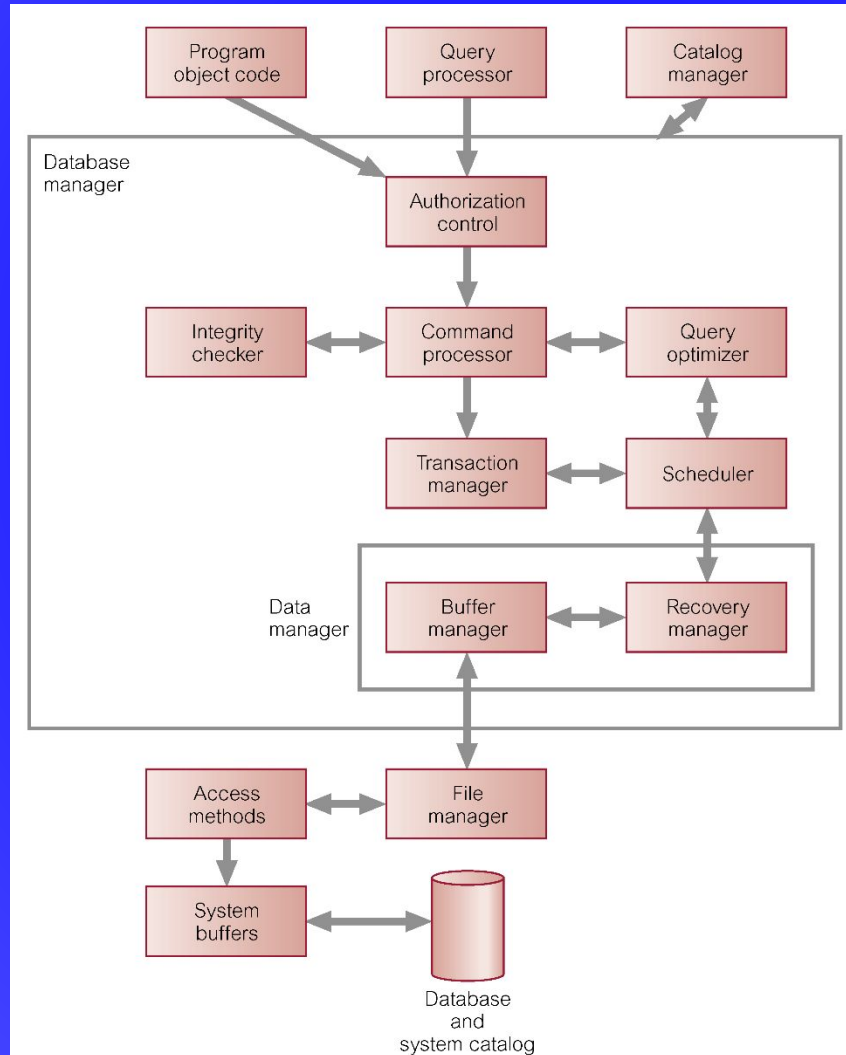 Program
object code
Query
processor
Catalog
manager
Database
manager
Authorization
control
Integrity
checker
Command
processor
Query
optimizer
Transaction
manager
Scheduler
Data
manager
Buffer
manager
Recovery
manager
Access
methods
File
manager
System
buffers
Database
and
system catalog